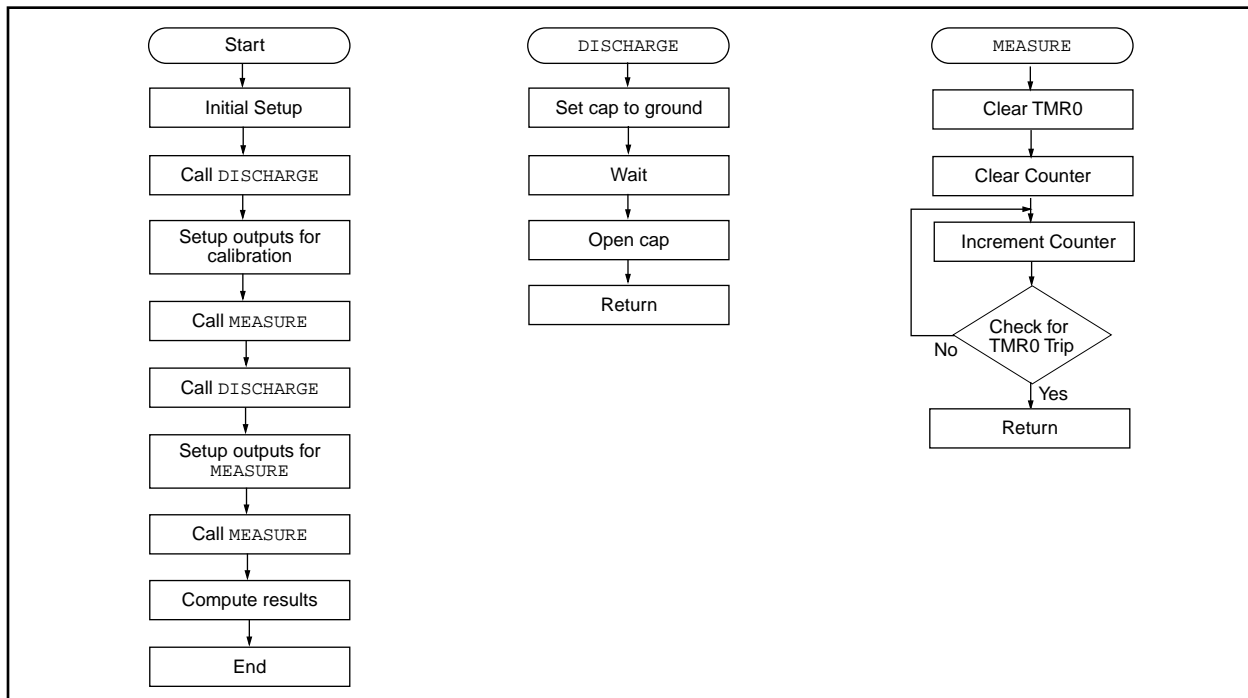 Start
Initial Setup
Call DISCHARGE
Setup outputs for
calibration
Call MEASURE
Call DISCHARGE
Setup outputs for
MEASURE
Call MEASURE
Compute results
End
DISCHARGE
Set cap to ground
Wait
Open cap
Return
MEASURE
Clear TMR0
Clear Counter
Increment Counter
Check for
TMR0 Trip
No
Yes
Return